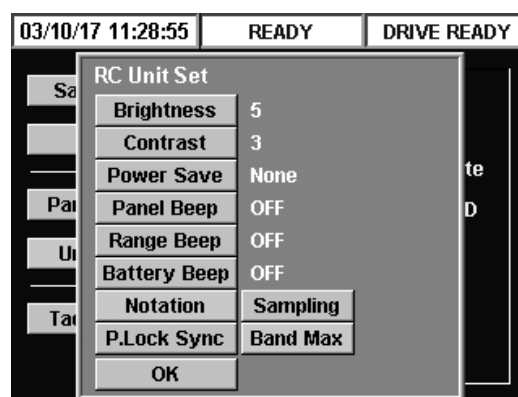 03/10/17 11:28:55 READY DRIVE READY
RC Unit Set
Brightness 5
Contrast 3
Power Save None
Panel Beep OFF
Range Beep OFF
Battery Beep OFF
Notation Sampling
P.Lock Sync Band Max
OK